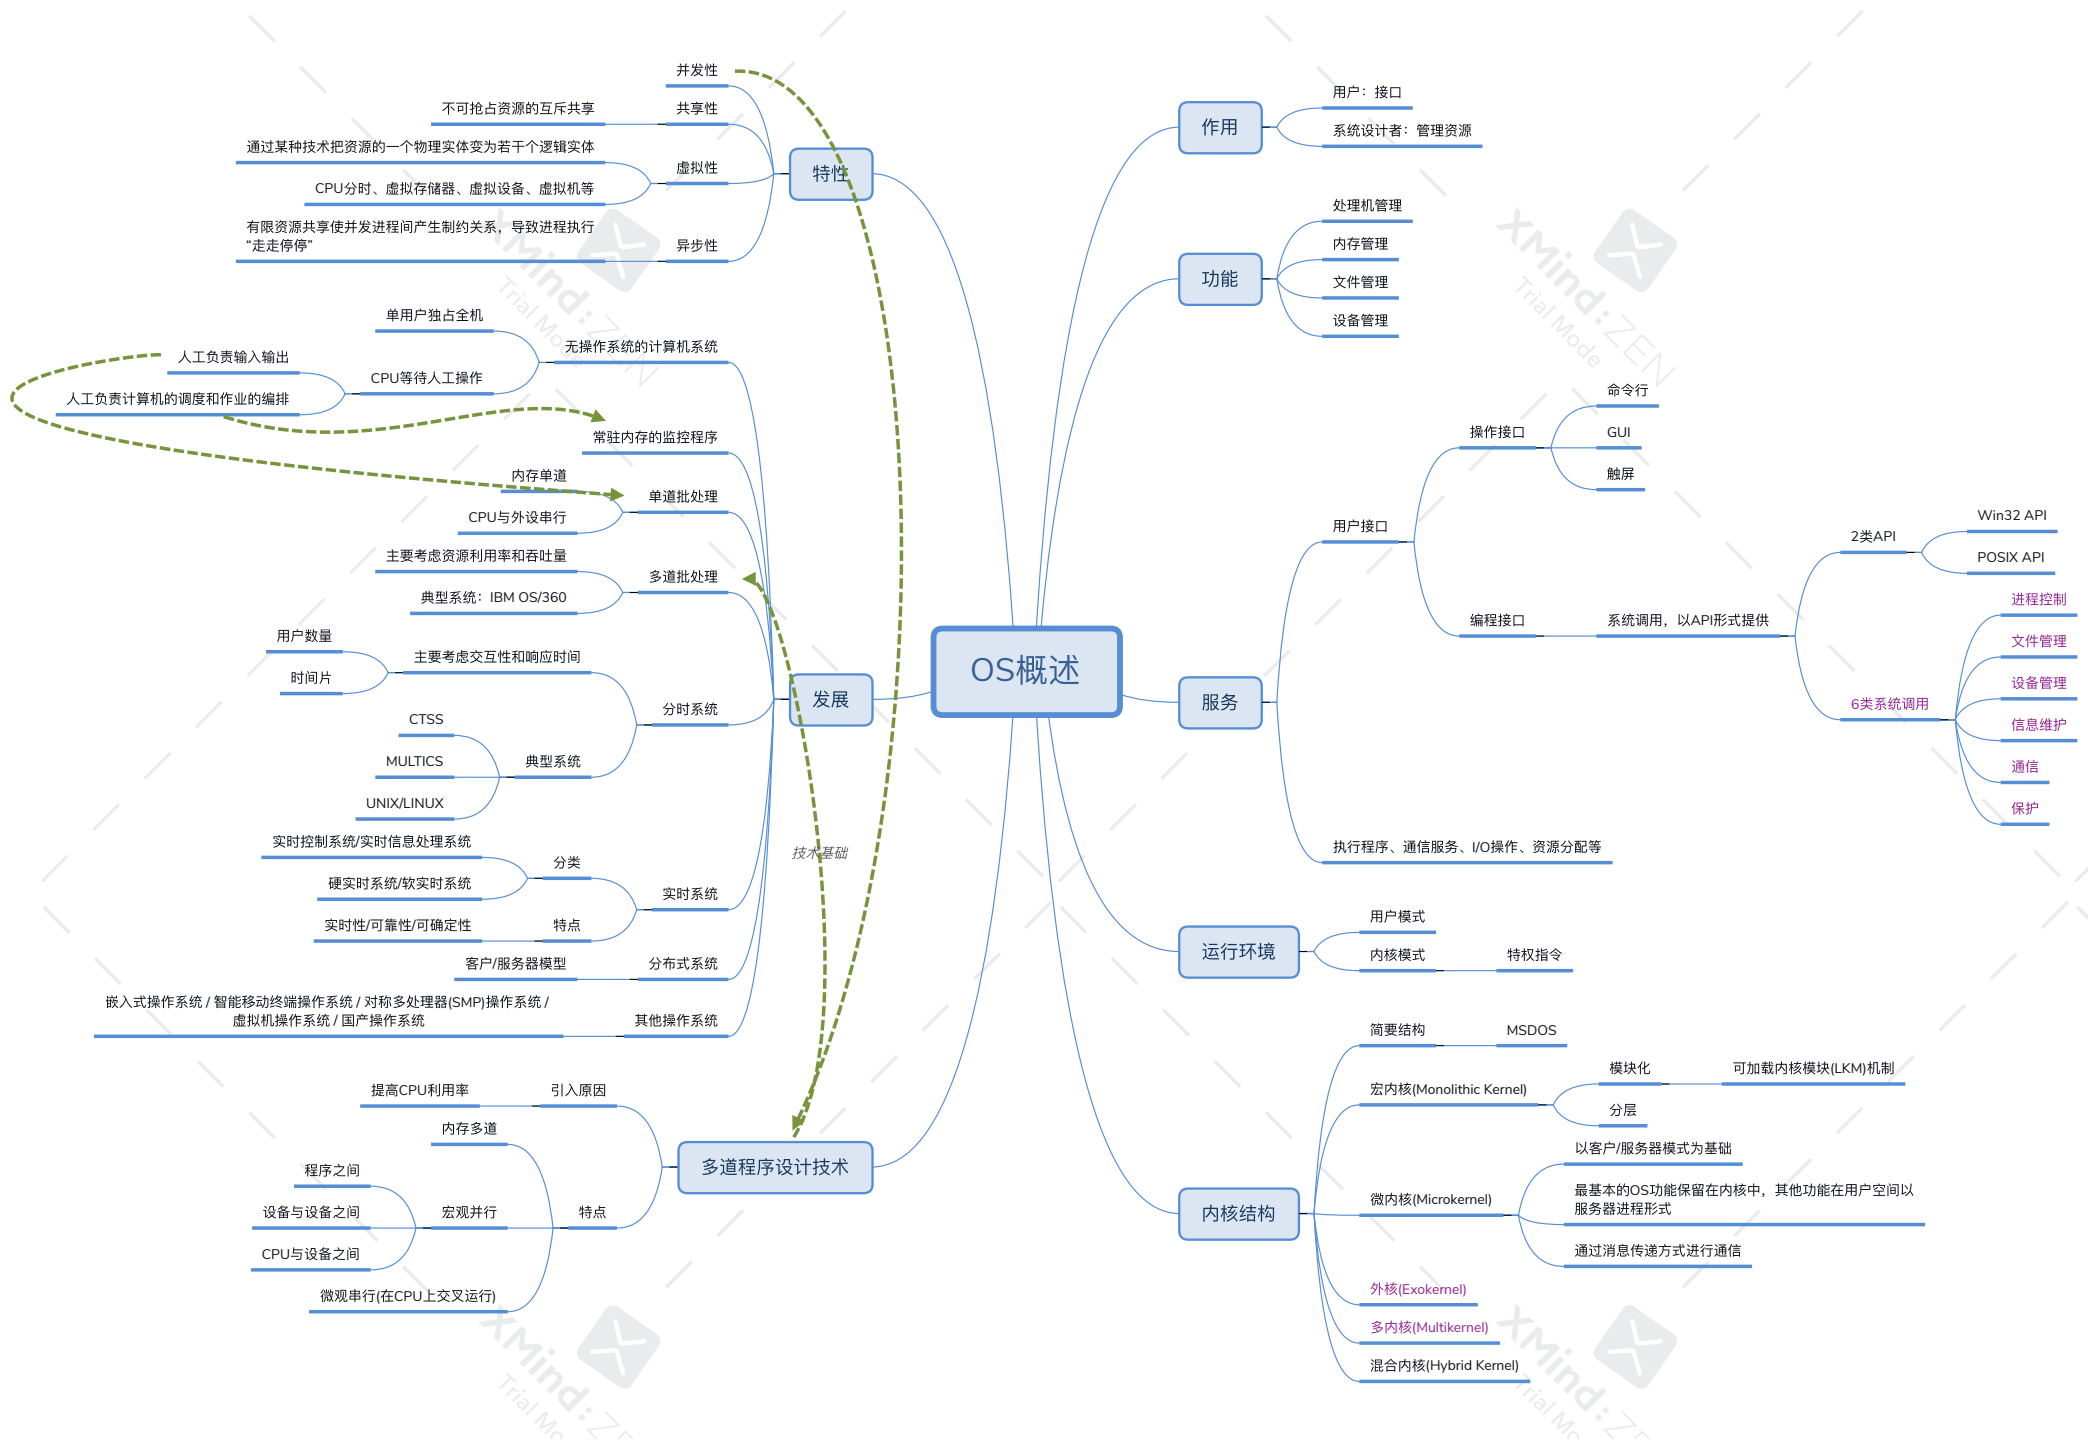 OS概述
作用
用户：接口
系统设计者：管理资源
功能
处理机管理
内存管理
文件管理
设备管理
服务
用户接口
操作接口
命令行
GUI
触屏
编程接口
系统调用，以API形式提供
2类API
Win32 API
POSIX API
6类系统调用
进程控制
文件管理
设备管理
信息维护
通信
保护
执行程序、通信服务、I/O操作、资源分配等
运行环境
用户模式
内核模式
特权指令
内核结构
简要结构
MSDOS
宏内核(Monolithic Kernel)
模块化
可加载内核模块(LKM)机制
分层
微内核(Microkernel)
以客户/服务器模式为基础
最基本的OS功能保留在内核中，其他功能在用户空间以
服务器进程形式
通过消息传递方式进行通信
外核(Exokernel)
多内核(Multikernel)
混合内核(Hybrid Kernel)
特性
并发性
共享性
不可抢占资源的互斥共享
虚拟性
通过某种技术把资源的一个物理实体变为若干个逻辑实体
CPU分时、虚拟存储器、虚拟设备、虚拟机等
异步性
有限资源共享使并发进程间产生制约关系，导致进程执行
“走走停停”
发展
无操作系统的计算机系统
单用户独占全机
CPU等待人工操作
人工负责输入输出
人工负责计算机的调度和作业的编排
常驻内存的监控程序
单道批处理
内存单道
CPU与外设串行
多道批处理
主要考虑资源利用率和吞吐量
典型系统：IBM OS/360
分时系统
主要考虑交互性和响应时间
用户数量
时间片
典型系统
CTSS
MULTICS
UNIX/LINUX
实时系统
分类
实时控制系统/实时信息处理系统
硬实时系统/软实时系统
特点
实时性/可靠性/可确定性
分布式系统
客户/服务器模型
其他操作系统
嵌入式操作系统 / 智能移动终端操作系统 / 对称多处理器(SMP)操作系统 /
虚拟机操作系统 / 国产操作系统
技术基础
多道程序设计技术
引入原因
提高CPU利用率
特点
内存多道
宏观并行
程序之间
设备与设备之间
CPU与设备之间
微观串行(在CPU上交叉运行)
XMind:ZEN
Trial Mode
XMind:ZEN
Trial Mode
XMind:ZE
Trial Mo
XMind:ZE
Trial Mo